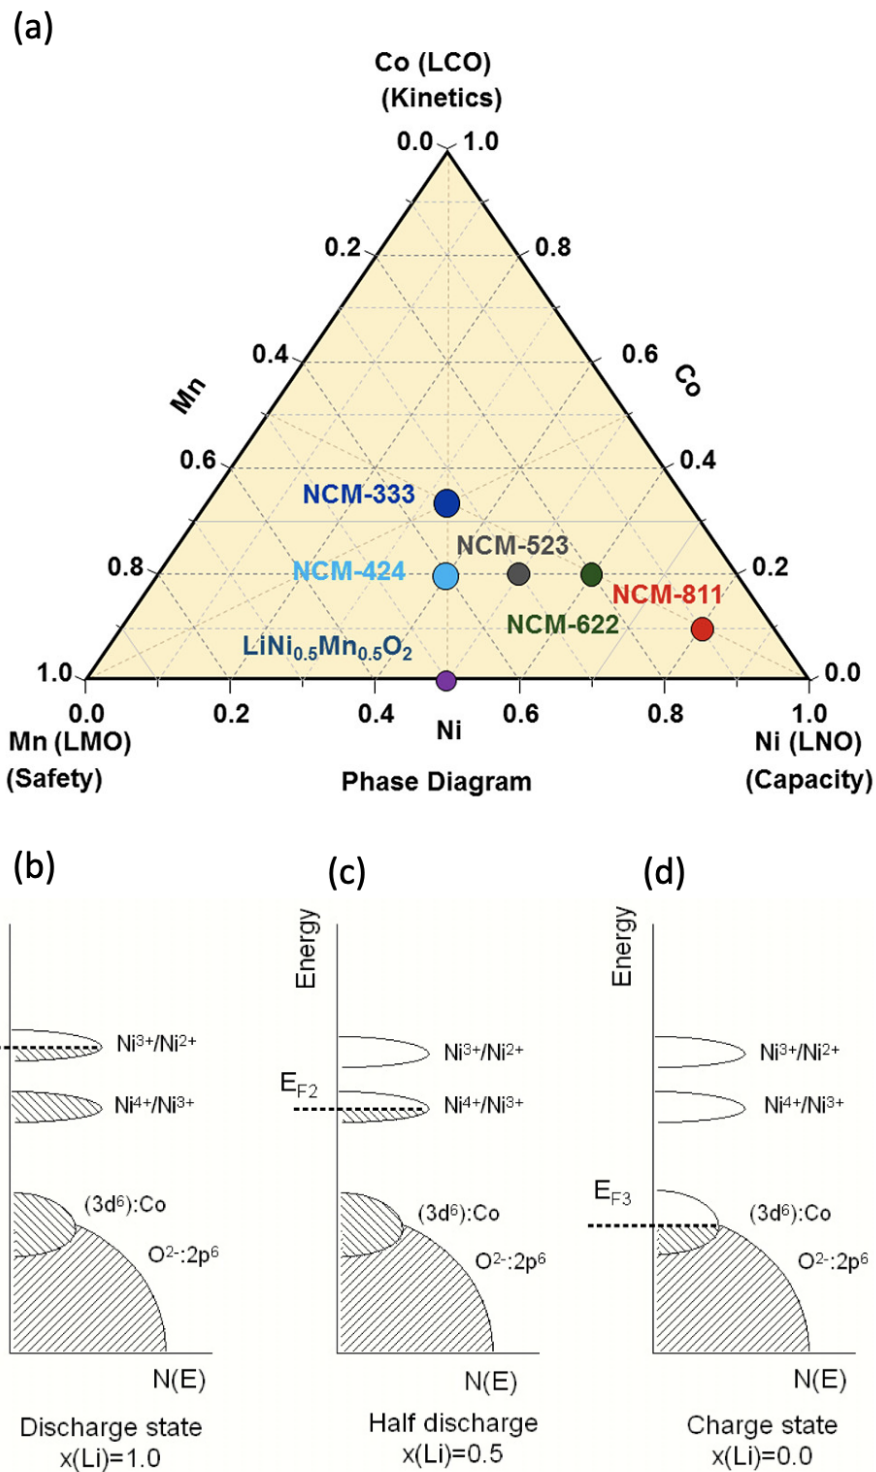 (a)
Co (LCO)
(Kinetics)
0.0 1.0
0.2 0.8
0.4 0.6
Mn Co
0.6 0.4
NCM-333
NCM-523
NCM-424
0.8 0.2
NCM-811
NCM-622
LiNi₀.₅Mn₀.₅O₂
1.0 0.0
0.0 0.2 0.4 0.6 0.8 1.0
Ni
Mn (LMO) Ni (LNO)
(Safety) Phase Diagram (Capacity)
(b)
Ni³⁺/Ni²⁺
Ni⁴⁺/Ni³⁺
(3d⁶):Co
O²⁻:2p⁶
N(E)
Discharge state
x(Li)=1.0
(c)
Energy
Ni³⁺/Ni²⁺
E_F2
Ni⁴⁺/Ni³⁺
(3d⁶):Co
O²⁻:2p⁶
N(E)
Half discharge
x(Li)=0.5
(d)
Energy
Ni³⁺/Ni²⁺
Ni⁴⁺/Ni³⁺
E_F3
(3d⁶):Co
O²⁻:2p⁶
N(E)
Charge state
x(Li)=0.0